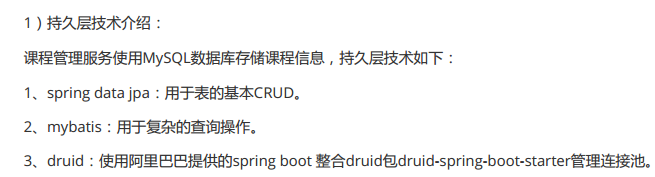 1）持久层技术介绍：
课程管理服务使用MySQL数据库存储课程信息，持久层技术如下：
1、spring data jpa：用于表的基本CRUD。
2、mybatis：用于复杂的查询操作。
3、druid：使用阿里巴巴提供的spring boot 整合druid包druid-spring-boot-starter管理连接池。